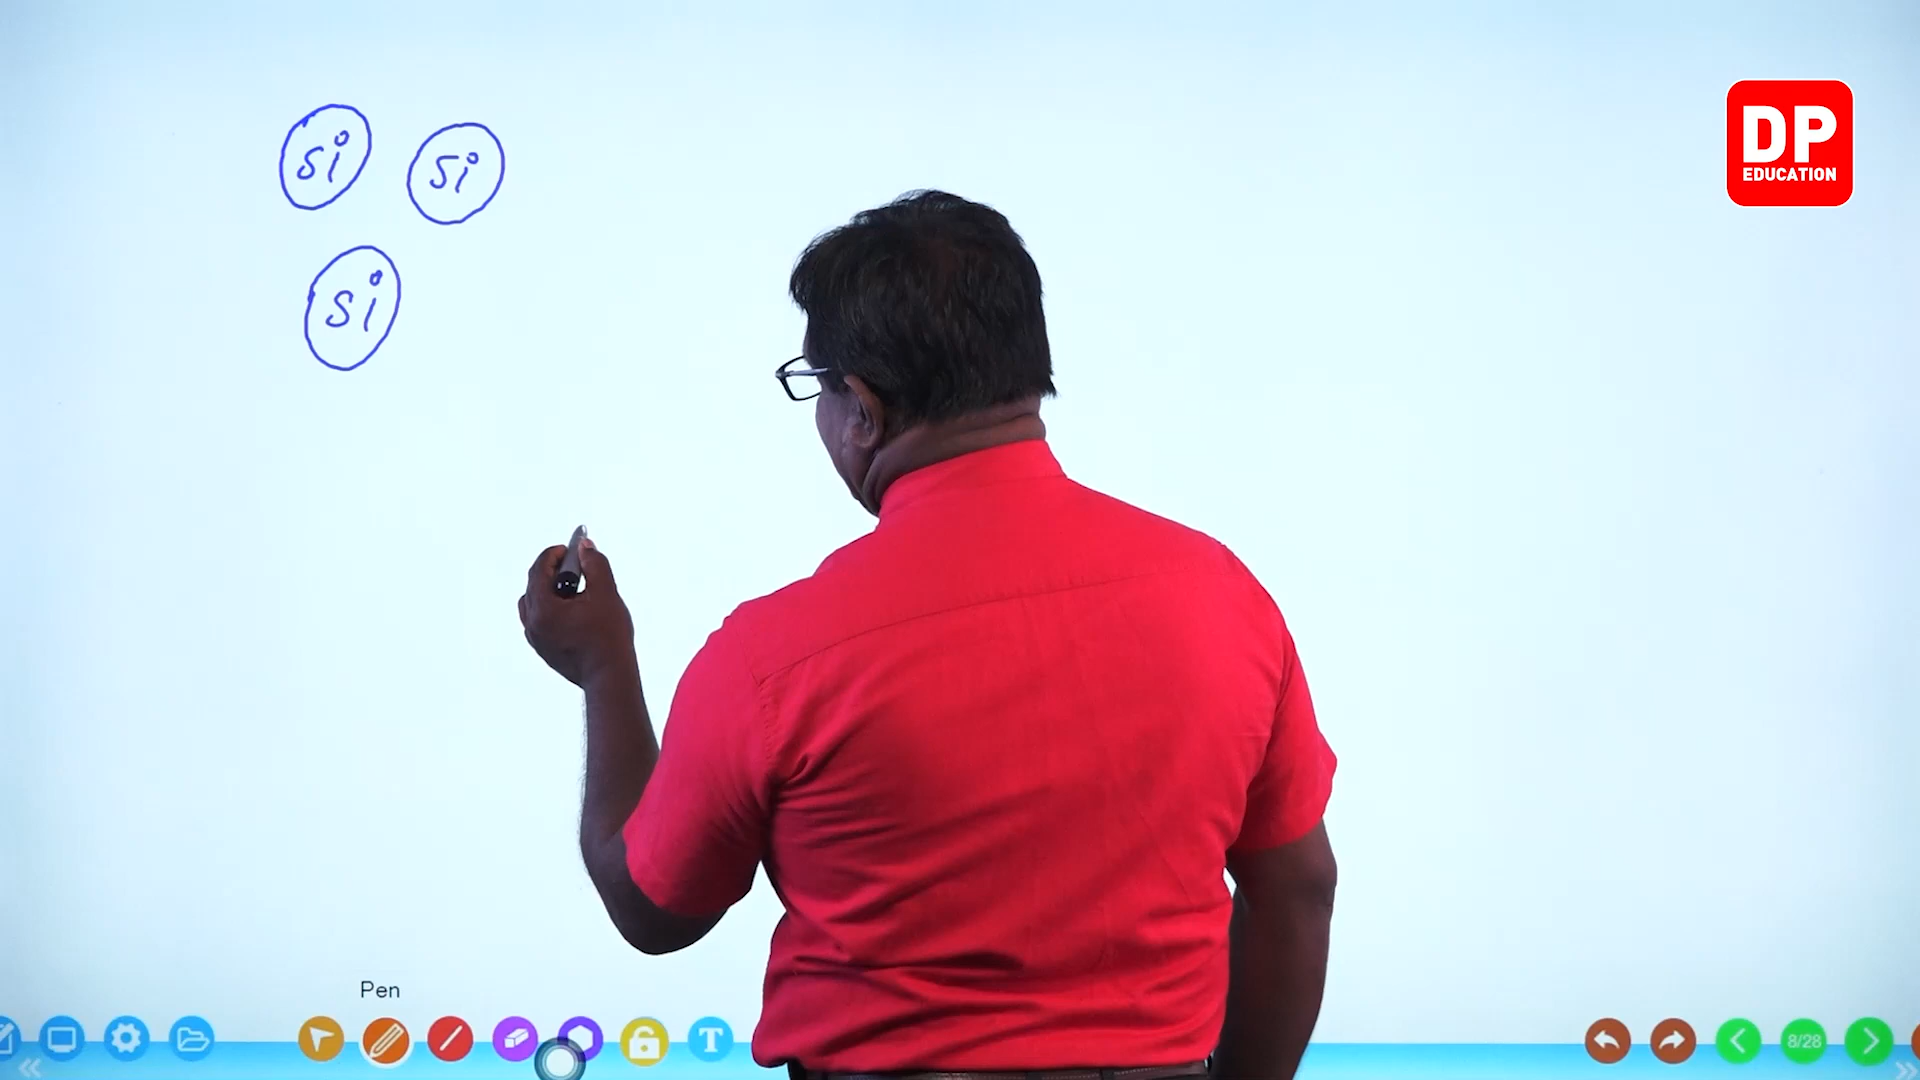 Si Si
Si
DP
EDUCATION
Pen
T
8/28